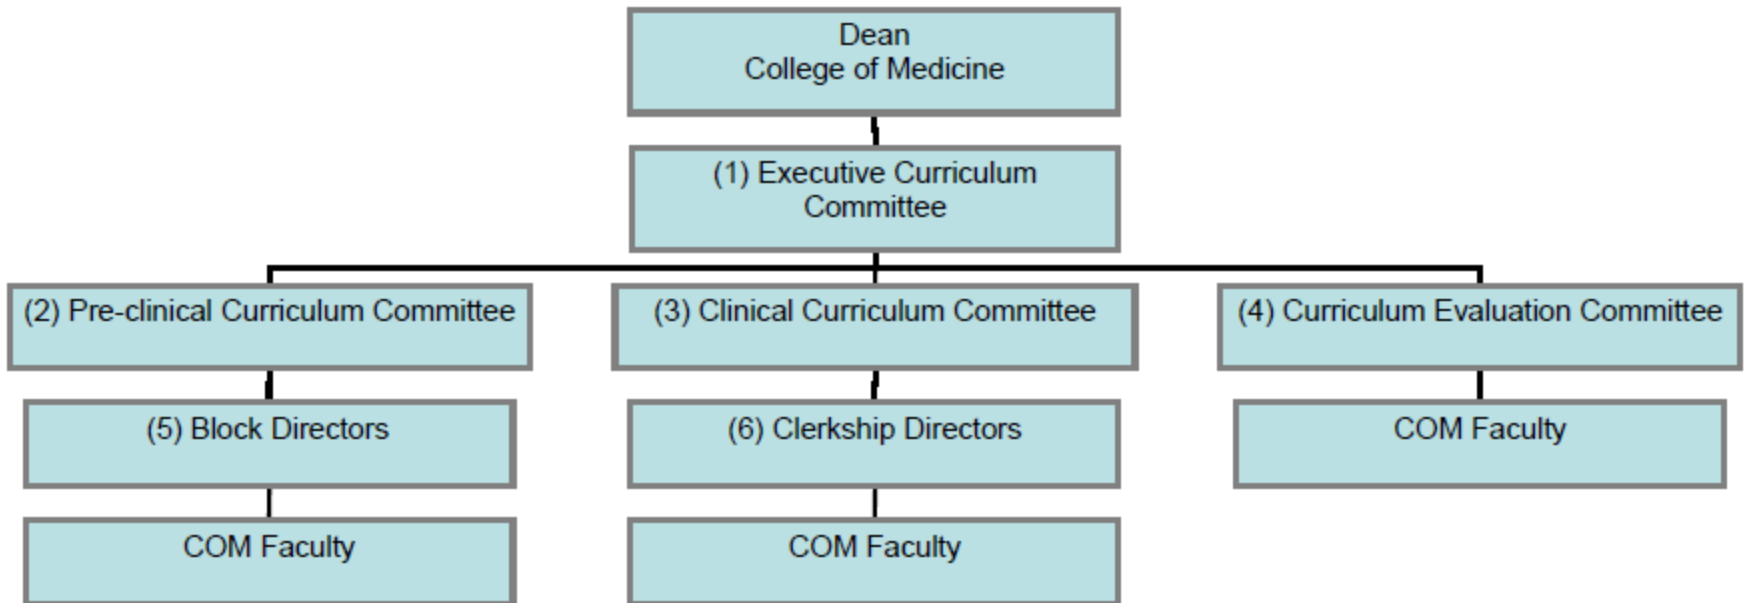 Dean
College of Medicine
(1) Executive Curriculum
Committee
(2) Pre-clinical Curriculum Committee
(3) Clinical Curriculum Committee
(4) Curriculum Evaluation Committee
(5) Block Directors
(6) Clerkship Directors
COM Faculty
COM Faculty
COM Faculty